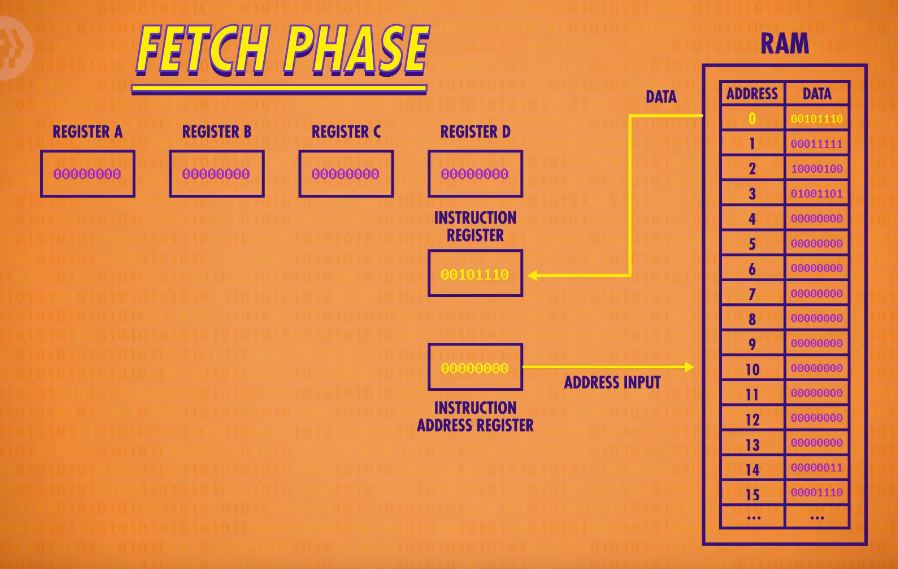 FETCH PHASE
REGISTER A REGISTER B REGISTER C REGISTER D
00000000 00000000 00000000 00000000
INSTRUCTION
REGISTER
00101110
00000000
INSTRUCTION
ADDRESS REGISTER
DATA
ADDRESS INPUT
RAM
ADDRESS DATA
0 00101110
1 00011111
2 10000100
3 01001101
4 00000000
5 00000000
6 00000000
7 00000000
8 00000000
9 00000000
10 00000000
11 00000000
12 00000000
13 00000000
14 00000011
15 00001110
... ...